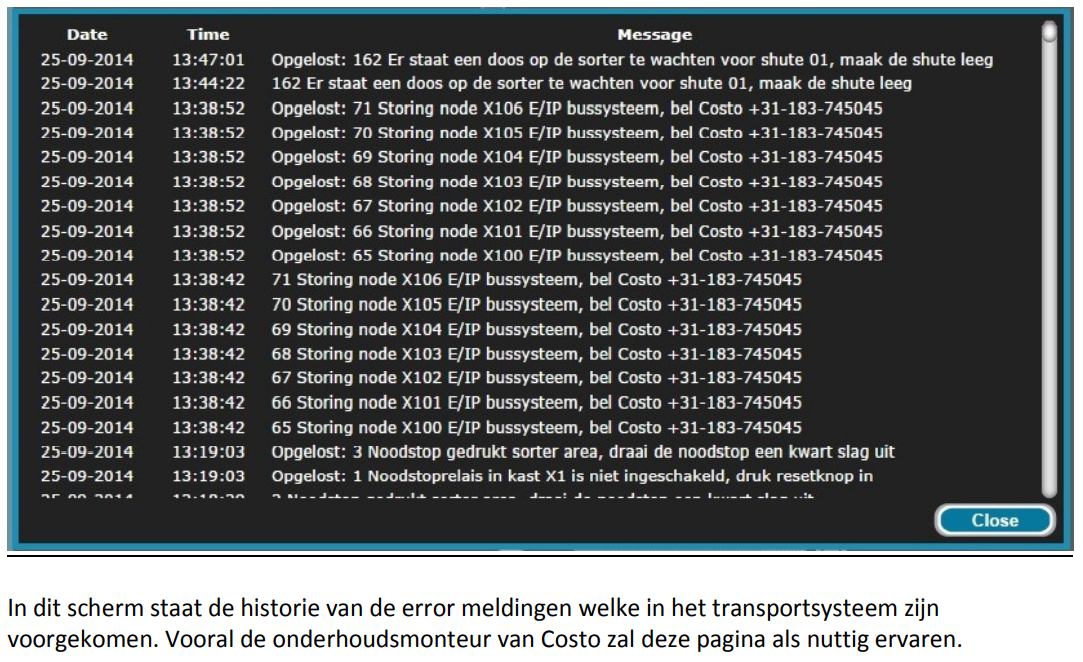 Date Time Message
25-09-2014 13:47:01 Opgelost: 162 Er staat een doos op de sorter te wachten voor shute 01, maak de shute leeg
25-09-2014 13:44:22 162 Er staat een doos op de sorter te wachten voor shute 01, maak de shute leeg
25-09-2014 13:38:52 Opgelost: 71 Storing node X106 E/IP bussysteem, bel Costo +31-183-745045
25-09-2014 13:38:52 Opgelost: 70 Storing node X105 E/IP bussysteem, bel Costo +31-183-745045
25-09-2014 13:38:52 Opgelost: 69 Storing node X104 E/IP bussysteem, bel Costo +31-183-745045
25-09-2014 13:38:52 Opgelost: 68 Storing node X103 E/IP bussysteem, bel Costo +31-183-745045
25-09-2014 13:38:52 Opgelost: 67 Storing node X102 E/IP bussysteem, bel Costo +31-183-745045
25-09-2014 13:38:52 Opgelost: 66 Storing node X101 E/IP bussysteem, bel Costo +31-183-745045
25-09-2014 13:38:52 Opgelost: 65 Storing node X100 E/IP bussysteem, bel Costo +31-183-745045
25-09-2014 13:38:42 71 Storing node X106 E/IP bussysteem, bel Costo +31-183-745045
25-09-2014 13:38:42 70 Storing node X105 E/IP bussysteem, bel Costo +31-183-745045
25-09-2014 13:38:42 69 Storing node X104 E/IP bussysteem, bel Costo +31-183-745045
25-09-2014 13:38:42 68 Storing node X103 E/IP bussysteem, bel Costo +31-183-745045
25-09-2014 13:38:42 67 Storing node X102 E/IP bussysteem, bel Costo +31-183-745045
25-09-2014 13:38:42 66 Storing node X101 E/IP bussysteem, bel Costo +31-183-745045
25-09-2014 13:38:42 65 Storing node X100 E/IP bussysteem, bel Costo +31-183-745045
25-09-2014 13:19:03 Opgelost: 3 Noodstop gedrukt sorter area, draai de noodstop een kwart slag uit
25-09-2014 13:19:03 Opgelost: 1 Noodstoprelais in kast X1 is niet ingeschakeld, druk resetknop in
Close
In dit scherm staat de historie van de error meldingen welke in het transportsysteem zijn
voorgekomen. Vooral de onderhoudsmonteur van Costo zal deze pagina als nuttig ervaren.